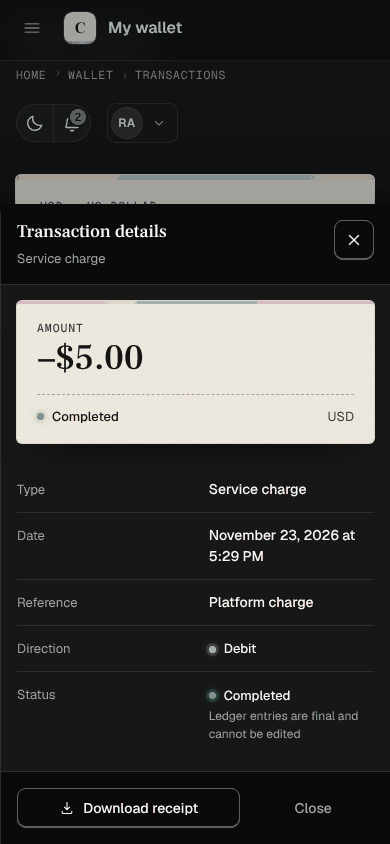 C My wallet
HOME › WALLET › TRANSACTIONS
2
RA
Transaction details
Service charge
AMOUNT
–$5.00
Completed USD
Type Service charge
Date November 23, 2026 at
5:29 PM
Reference Platform charge
Direction Debit
Status Completed
Ledger entries are final and
cannot be edited
Download receipt Close